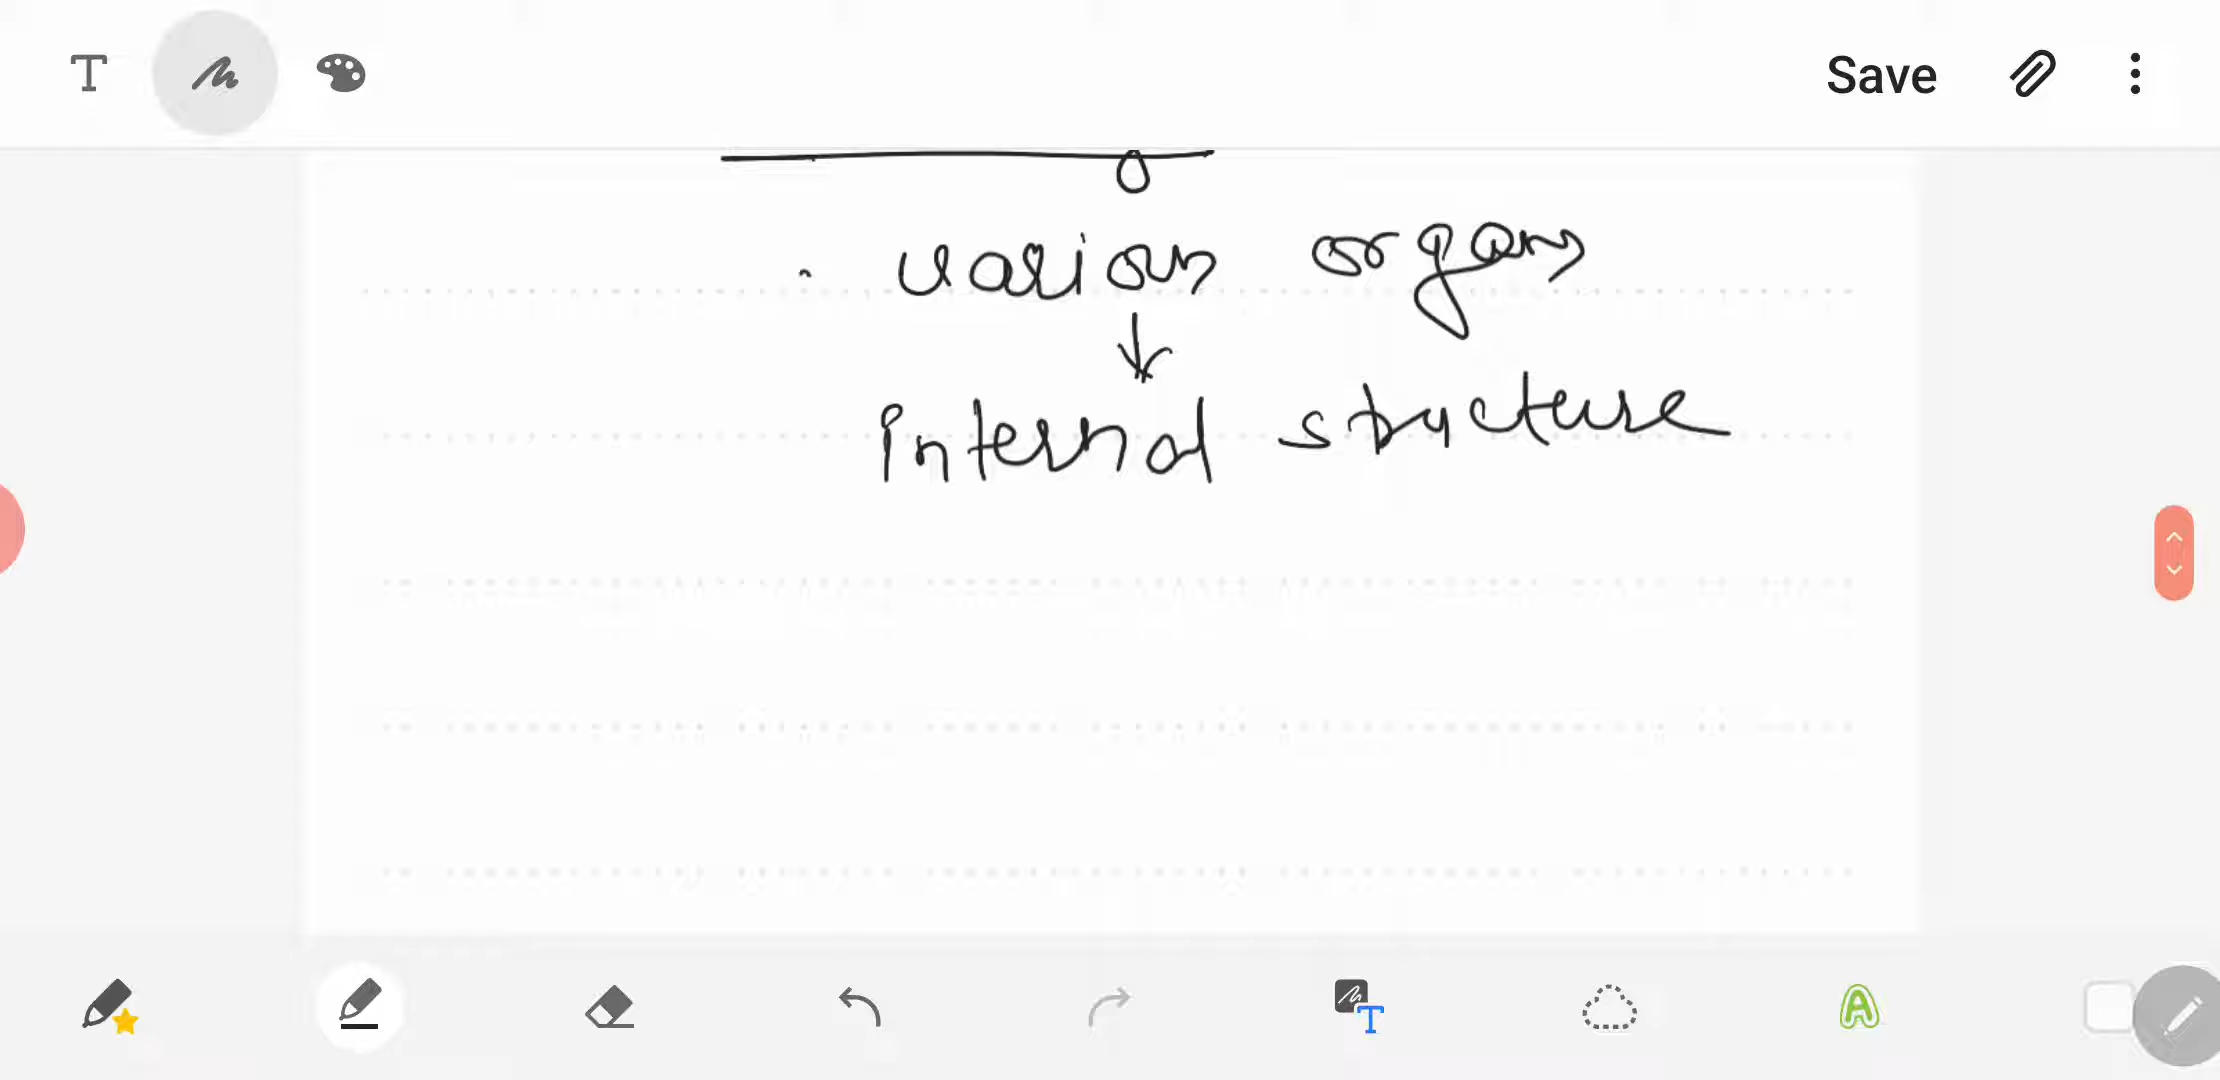 T Save
various organs
↓
internal structure
T
A